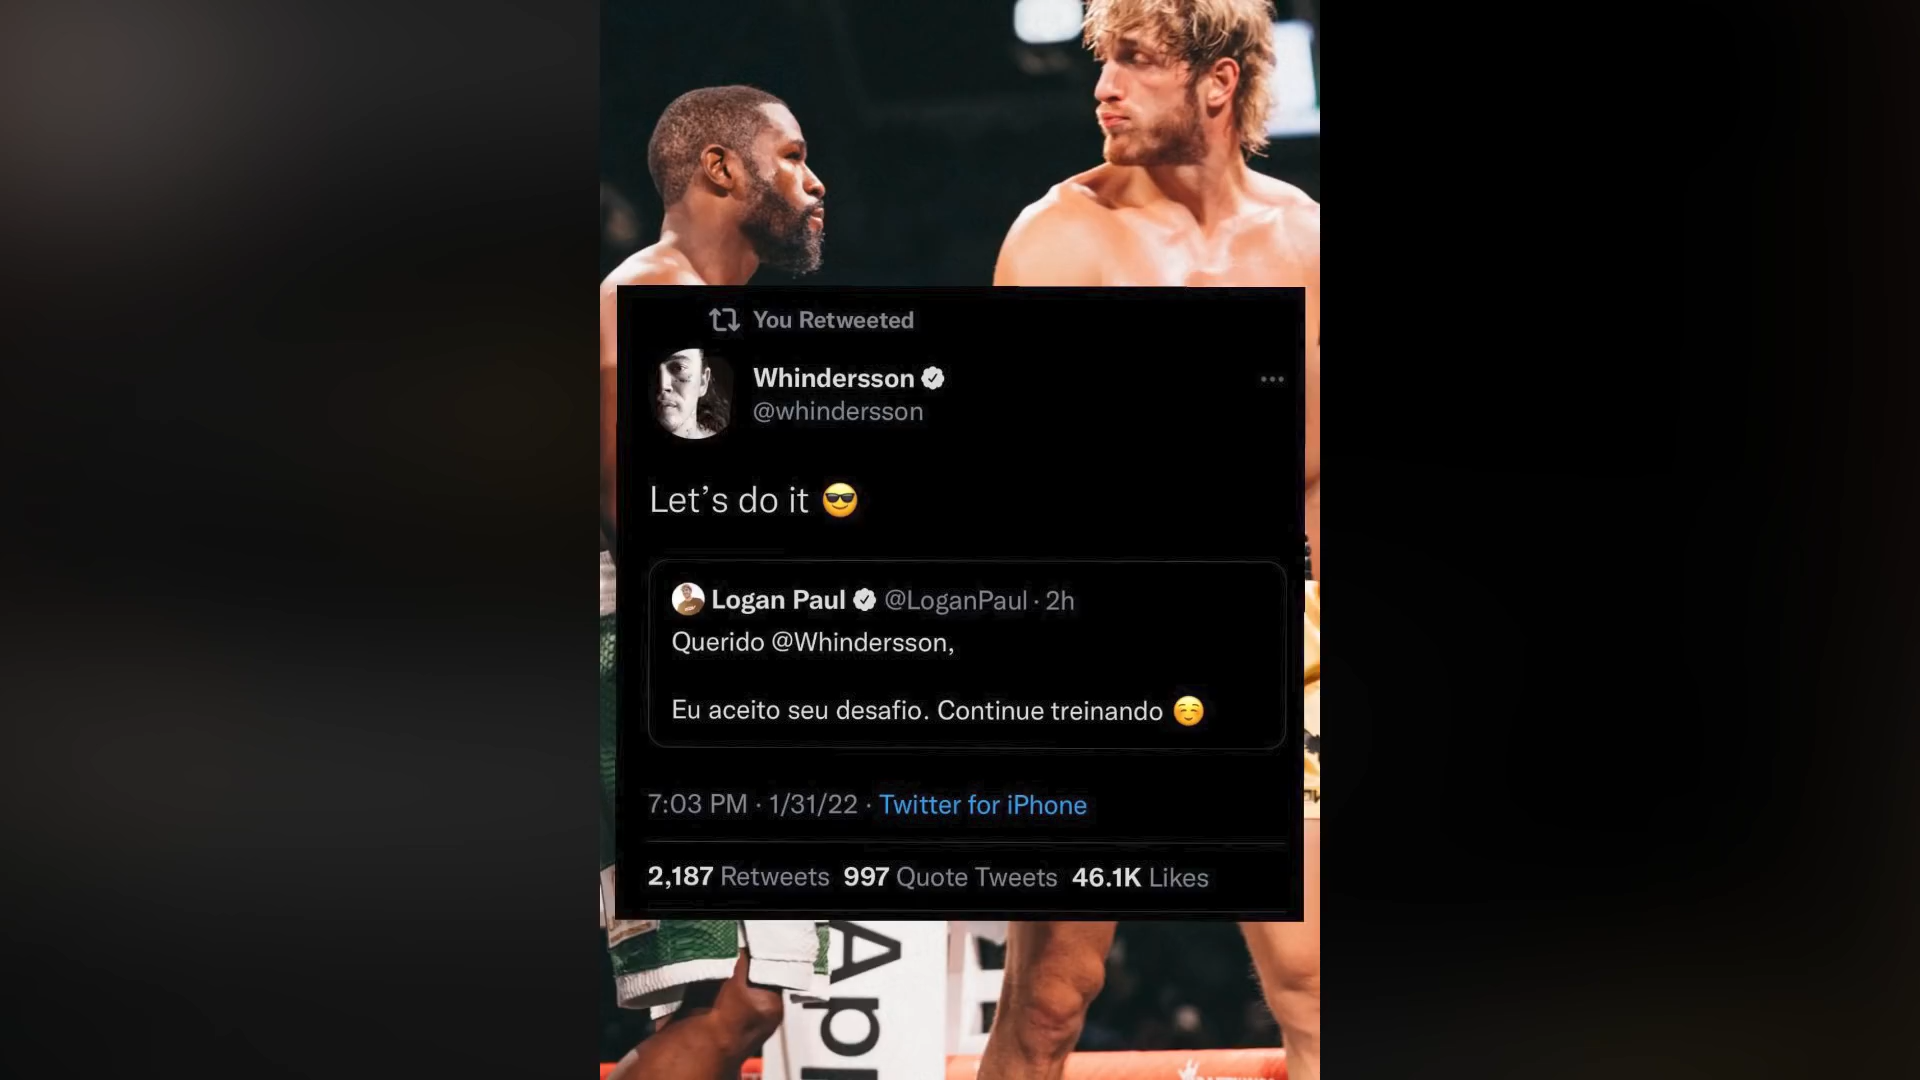 You Retweeted
Whindersson
@whindersson
Let's do it 😎
Logan Paul @LoganPaul · 2h
Querido @Whindersson,
Eu aceito seu desafio. Continue treinando ☺️
7:03 PM · 1/31/22 · Twitter for iPhone
2,187 Retweets 997 Quote Tweets 46.1K Likes